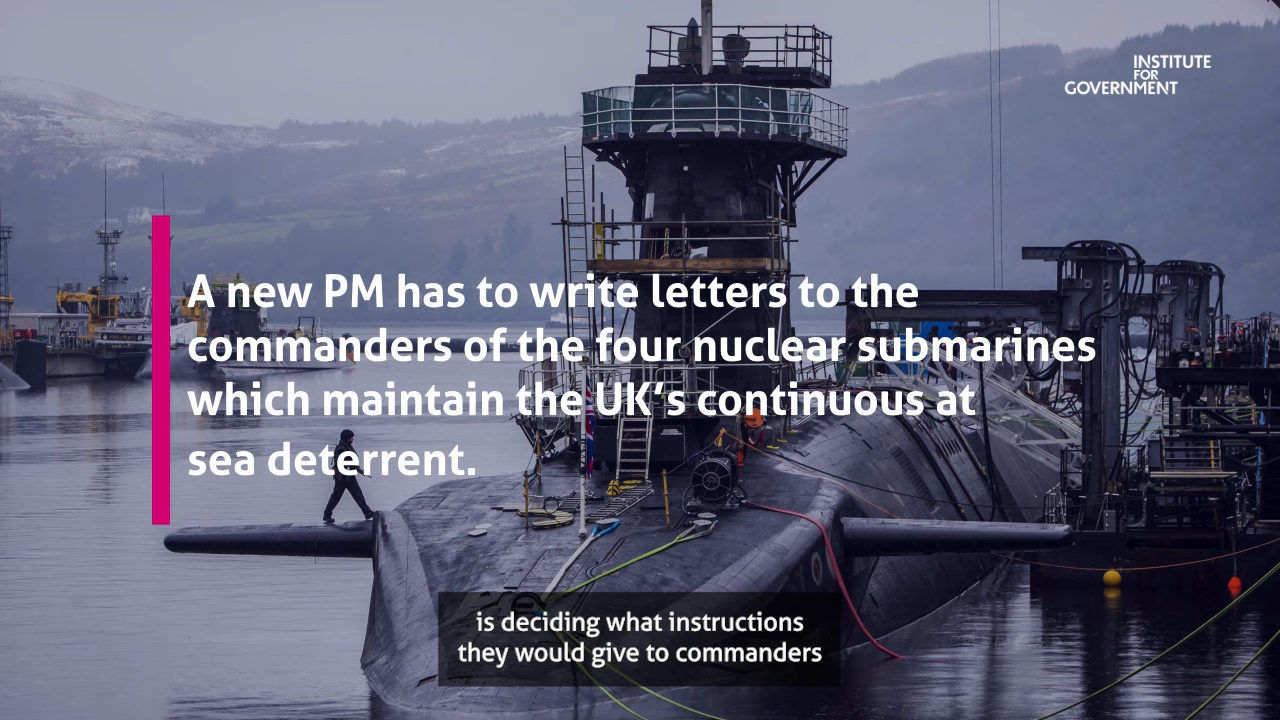 INSTITUTE
FOR
GOVERNMENT
A new PM has to write letters to the
commanders of the four nuclear submarines
which maintain the UK’s continuous at
sea deterrent.
is deciding what instructions
they would give to commanders